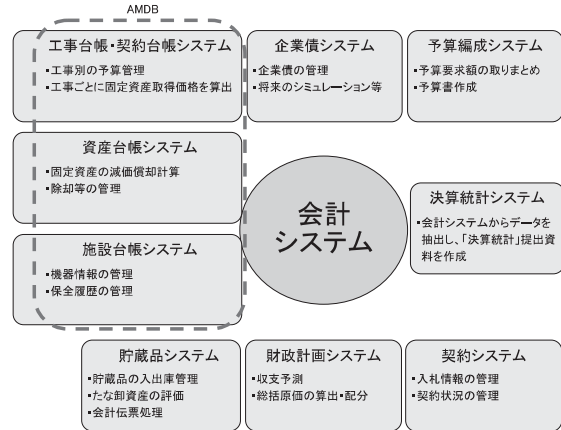 AMDB
工事台帳・契約台帳システム
▪工事別の予算管理
▪工事ごとに固定資産取得価格を算出
企業債システム
▪企業債の管理
▪将来のシミュレーション等
予算編成システム
▪予算要求額の取りまとめ
▪予算書作成
資産台帳システム
▪固定資産の減価償却計算
▪除却等の管理
会計
システム
決算統計システム
▪会計システムからデータを
抽出し、「決算統計」提出資
料を作成
施設台帳システム
▪機器情報の管理
▪保全履歴の管理
貯蔵品システム
▪貯蔵品の入出庫管理
▪たな卸資産の評価
▪会計伝票処理
財政計画システム
▪収支予測
▪総括原価の算出・配分
契約システム
▪入札情報の管理
▪契約状況の管理